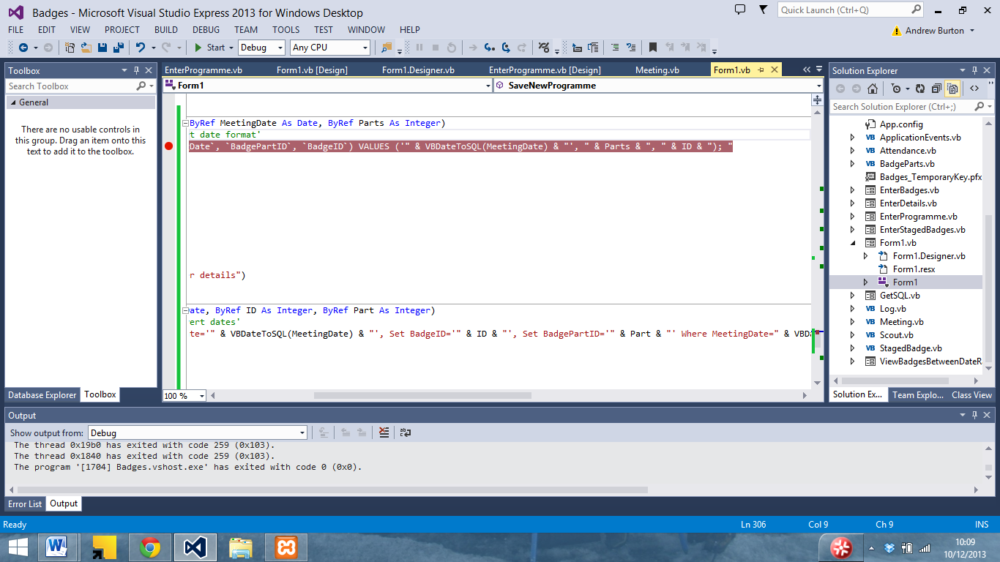 Badges - Microsoft Visual Studio Express 2013 for Windows Desktop
Quick Launch (Ctrl+Q)
FILE EDIT VIEW PROJECT BUILD DEBUG TEAM TOOLS TEST WINDOW HELP
Andrew Burton
Start Debug Any CPU
Toolbox
Search Toolbox
General
There are no usable controls in
this group. Drag an item onto this
text to add it to the toolbox.
Database Explorer Toolbox
EnterProgramme.vb Form1.vb [Design] Form1.Designer.vb EnterProgramme.vb [Design] Meeting.vb Form1.vb
Form1 SaveNewProgramme
ByRef MeetingDate As Date, ByRef Parts As Integer)
t date format'
Date`, `BadgePartID`, `BadgeID`) VALUES ('" & VBDateToSQL(MeetingDate) & "', " & Parts & ", " & ID & "); "
r details")
ate, ByRef ID As Integer, ByRef Part As Integer)
ert dates'
te='" & VBDateToSQL(MeetingDate) & "', Set BadgeID='" & ID & "', Set BadgePartID='" & Part & "' Where MeetingDate=" & VBDa
100 %
Solution Explorer
Search Solution Explorer (Ctrl+;)
App.config
VB ApplicationEvents.vb
VB Attendance.vb
VB BadgeParts.vb
Badges_TemporaryKey.pfx
EnterBadges.vb
EnterDetails.vb
EnterProgramme.vb
EnterStagedBadges.vb
Form1.vb
Form1.Designer.vb
Form1.resx
Form1
GetSQL.vb
VB Log.vb
VB Meeting.vb
VB Scout.vb
VB StagedBadge.vb
ViewBadgesBetweenDateR
Solution Ex... Team Explo... Class View
Output
Show output from: Debug
The thread 0x19b0 has exited with code 259 (0x103).
The thread 0x1840 has exited with code 259 (0x103).
The program '[1704] Badges.vshost.exe' has exited with code 0 (0x0).
Error List Output
Ready Ln 306 Col 9 Ch 9 INS
10:09
10/12/2013